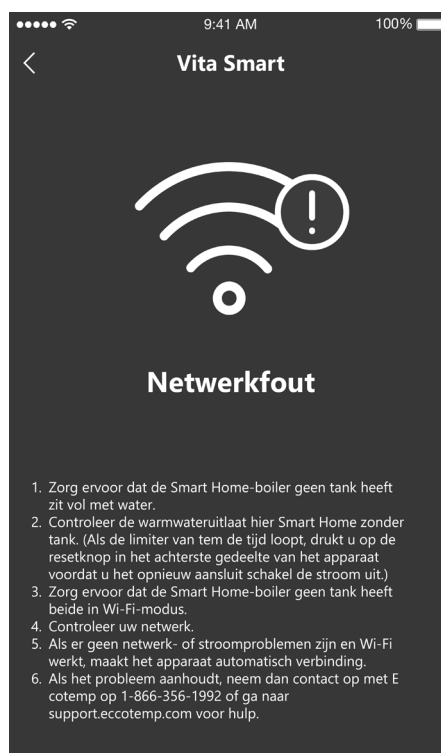 9:41 AM
100%
Vita Smart
Netwerkfout
1. Zorg ervoor dat de Smart Home-boiler geen tank heeft
zit vol met water.
2. Controleer de warmwateruitlaat hier Smart Home zonder
tank. (Als de limiter van tem de tijd loopt, drukt u op de
resetknop in het achterste gedeelte van het apparaat
voordat u het opnieuw aansluit schakel de stroom uit.)
3. Zorg ervoor dat de Smart Home-boiler geen tank heeft
beide in Wi-Fi-modus.
4. Controleer uw netwerk.
5. Als er geen netwerk- of stroomproblemen zijn en Wi-Fi
werkt, maakt het apparaat automatisch verbinding.
6. Als het probleem aanhoudt, neem dan contact op met E
cotemp op 1-866-356-1992 of ga naar
support.eccotemp.com voor hulp.